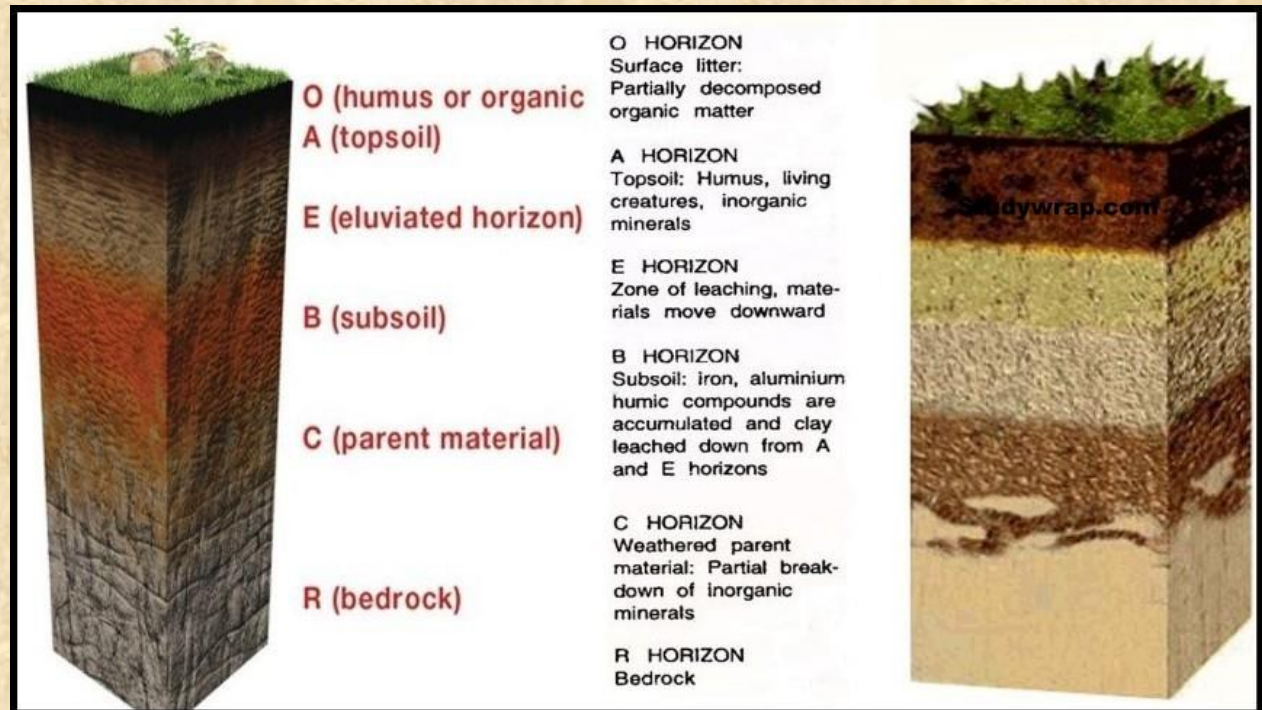 O (humus or organic
A (topsoil)
E (eluviated horizon)
B (subsoil)
C (parent material)
R (bedrock)
O HORIZON
Surface litter:
Partially decomposed
organic matter
A HORIZON
Topsoil: Humus, living
creatures, inorganic
minerals
E HORIZON
Zone of leaching, mate-
rials move downward
B HORIZON
Subsoil: iron, aluminium
humic compounds are
accumulated and clay
leached down from A
and E horizons
C HORIZON
Weathered parent
material: Partial break-
down of inorganic
minerals
R HORIZON
Bedrock
Studywrap.com